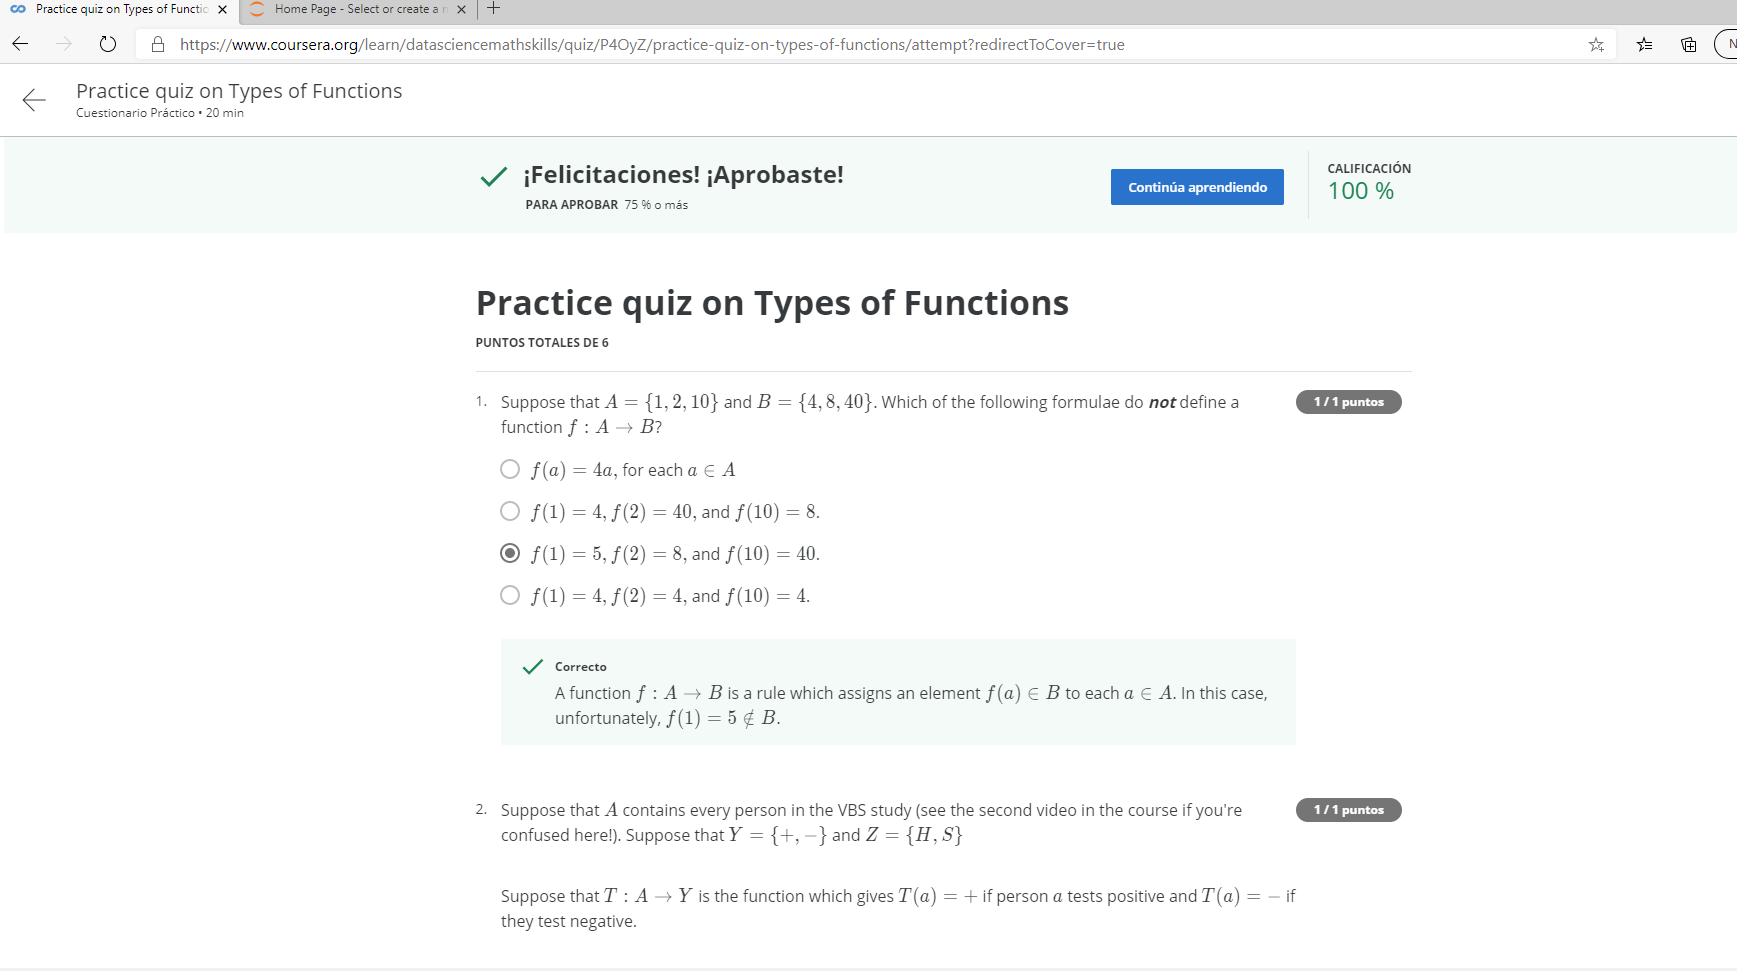 Practice quiz on Types of Functio
Home Page - Select or create a n
https://www.coursera.org/learn/datasciencemathskills/quiz/P4OyZ/practice-quiz-on-types-of-functions/attempt?redirectToCover=true
N
Practice quiz on Types of Functions
Cuestionario Práctico • 20 min
¡Felicitaciones! ¡Aprobaste!
PARA APROBAR 75 % o más
Continúa aprendiendo
CALIFICACIÓN
100 %
Practice quiz on Types of Functions
PUNTOS TOTALES DE 6
1. Suppose that A = {1, 2, 10} and B = {4, 8, 40}. Which of the following formulae do not define a
function f : A → B?
1 / 1 puntos
f(a) = 4a, for each a ∈ A
f(1) = 4, f(2) = 40, and f(10) = 8.
f(1) = 5, f(2) = 8, and f(10) = 40.
f(1) = 4, f(2) = 4, and f(10) = 4.
Correcto
A function f : A → B is a rule which assigns an element f(a) ∈ B to each a ∈ A. In this case,
unfortunately, f(1) = 5 ∉ B.
2. Suppose that A contains every person in the VBS study (see the second video in the course if you're
confused here!). Suppose that Y = {+, −} and Z = {H, S}
1 / 1 puntos
Suppose that T : A → Y is the function which gives T(a) = + if person a tests positive and T(a) = − if
they test negative.